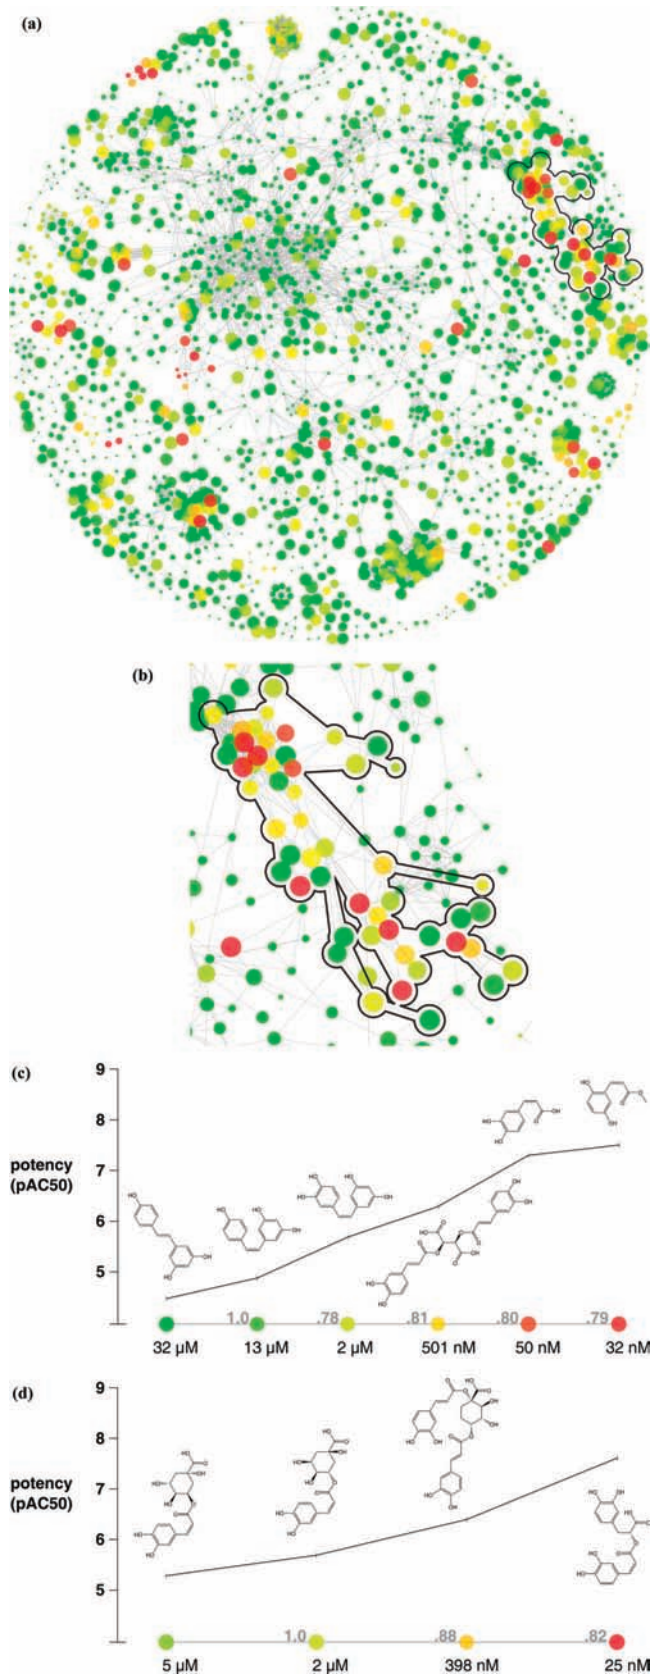 (a)
(b)
(c)
9
8
potency
7
(pAC50)
6
5
1.0 .78 .81 .80 .79
32 µM 13 µM 2 µM 501 nM 50 nM 32 nM
(d)
9
8
potency
7
(pAC50)
6
5
1.0 .88 .82
5 µM 2 µM 398 nM 25 nM